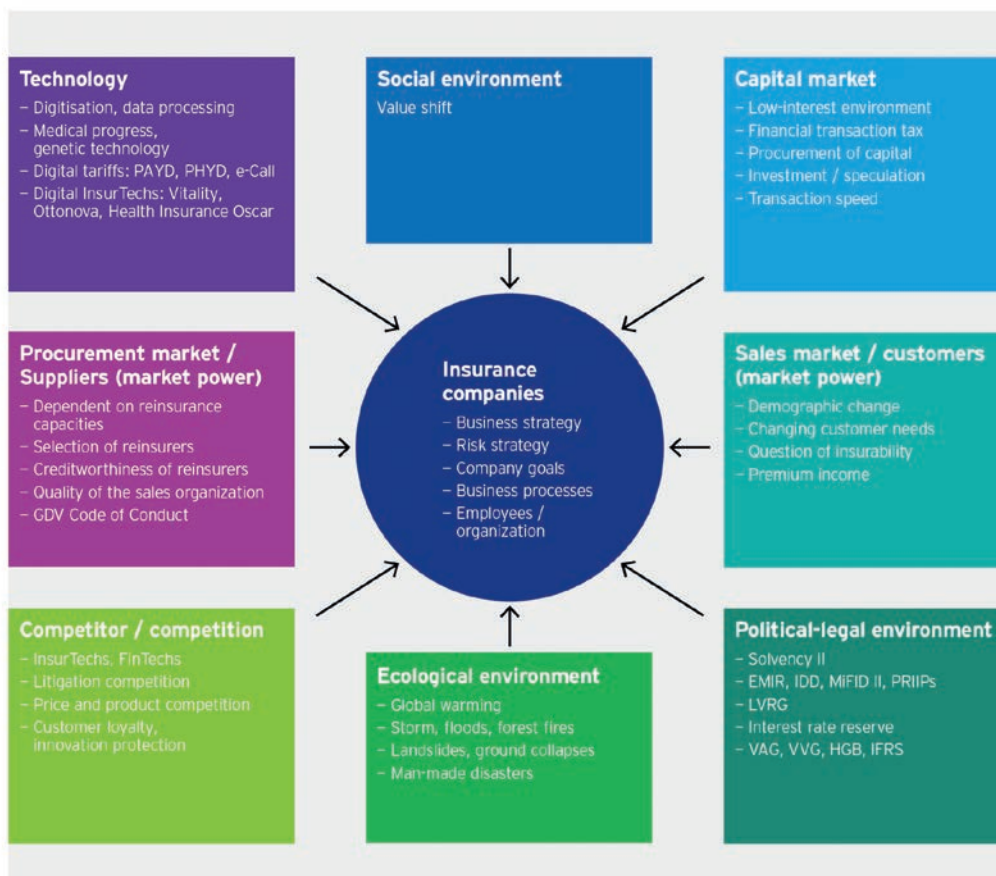 Technology
– Digitisation, data processing
– Medical progress,
genetic technology
– Digital tariffs: PAYD, PHYD, e-Call
– Digital InsurTechs: Vitality,
Ottonova, Health Insurance Oscar
Social environment
Value shift
Capital market
– Low-interest environment
– Financial transaction tax
– Procurement of capital
– Investment / speculation
– Transaction speed
Procurement market /
Suppliers (market power)
– Dependent on reinsurance
capacities
– Selection of reinsurers
– Creditworthiness of reinsurers
– Quality of the sales organization
– GDV Code of Conduct
Insurance
companies
– Business strategy
– Risk strategy
– Company goals
– Business processes
– Employees /
organization
Sales market / customers
(market power)
– Demographic change
– Changing customer needs
– Question of insurability
– Premium income
Competitor / competition
– InsurTechs, FinTechs
– Litigation competition
– Price and product competition
– Customer loyalty,
innovation protection
Ecological environment
– Global warming
– Storm, floods, forest fires
– Landslides, ground collapses
– Man-made disasters
Political-legal environment
– Solvency II
– EMIR, IDD, MiFID II, PRIIPs
– LVRG
– Interest rate reserve
– VAG, VVG, HGB, IFRS